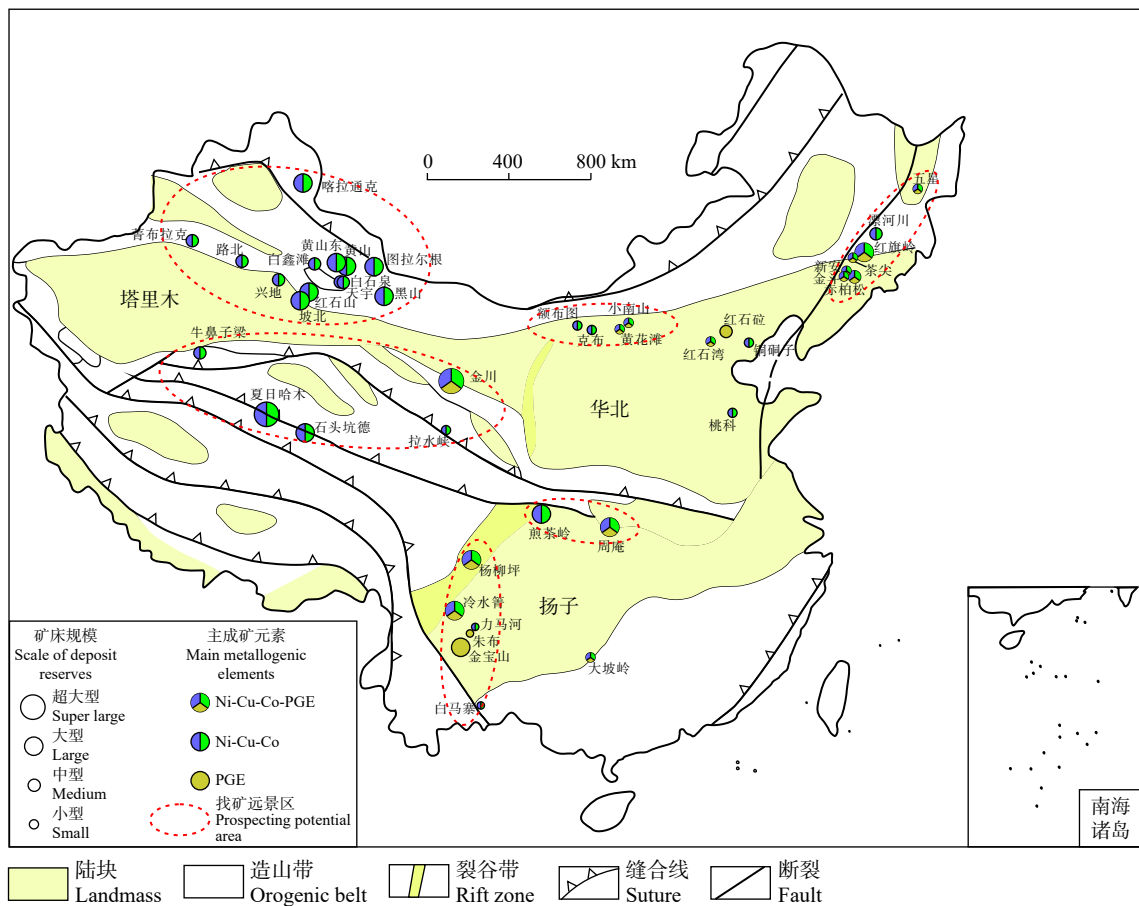 0 400 800 km
喀拉通克
菁布拉克
路北
白鑫滩
黄山东
黄山
图拉尔根
白石泉
天宇
黑山
兴地
红石山
坡北
塔里木
牛鼻子梁
夏日哈木
石头坑德
金川
拉水峡
额布图
克布
小南山
黄花滩
红石砬
红石湾
铜硐子
桃科
华北
五星
漂河川
红旗岭
茶尖
赤柏松
煎茶岭
周庵
杨柳坪
冷水箐
力马河
朱布
金宝山
白马寨
大坡岭
扬子
矿床规模
Scale of deposit
reserves
超大型
Super large
大型
Large
中型
Medium
小型
Small
主成矿元素
Main metallogenic
elements
Ni-Cu-Co-PGE
Ni-Cu-Co
PGE
找矿远景区
Prospecting potential
area
南海
诸岛
陆块
Landmass
造山带
Orogenic belt
裂谷带
Rift zone
缝合线
Suture
断裂
Fault